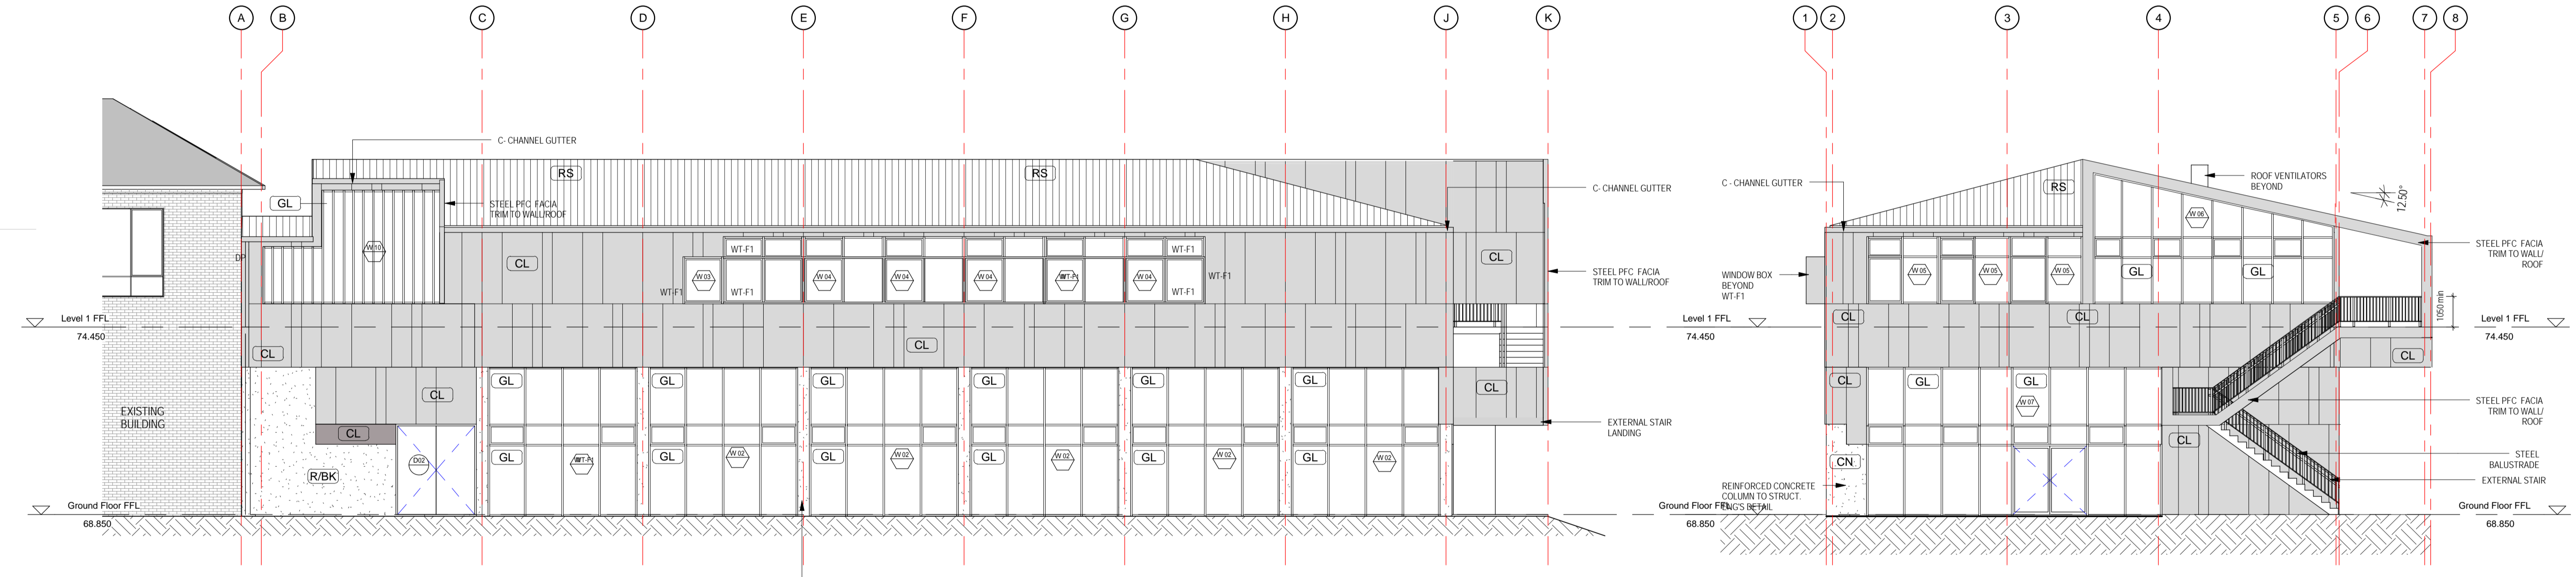 A B C D E F G H J K 1 2 3 4 5 6 7 8
C- CHANNEL GUTTER
RS
RS
GL
STEEL PFC FACIA
TRIM TO WALL/ROOF
W 10
DP
CL
WT-F1
WT-F1
W 03
W 04
W 04
W 04
WT-F1
W 04
WT-F1
WT-F1
WT-F1
WT-F1
C- CHANNEL GUTTER
CL
STEEL PFC FACIA
TRIM TO WALL/ROOF
Level 1 FFL
74.450
CL
CL
CL
CL
EXISTING
BUILDING
CL
R/BK
D02
GL
GL
GL
GL
GL
GL
GL
GL
GL
GL
GL
GL
WT-F1
W 02
W 02
W 02
W 02
W 02
EXTERNAL STAIR
LANDING
Ground Floor FFL
68.850
C - CHANNEL GUTTER
RS
ROOF VENTILATORS
BEYOND
12.50°
W 06
STEEL PFC FACIA
TRIM TO WALL/
ROOF
WINDOW BOX
BEYOND
WT-F1
W 05
W 05
W 05
GL
GL
1050 min
Level 1 FFL
74.450
CL
CL
Level 1 FFL
74.450
CL
CL
GL
GL
W 07
STEEL PFC FACIA
TRIM TO WALL/
ROOF
CL
CN
STEEL
BALUSTRADE
REINFORCED CONCRETE
COLUMN TO STRUCT.
ENG'S DETAIL
EXTERNAL STAIR
Ground Floor FFL
68.850
Ground Floor FFL
68.850